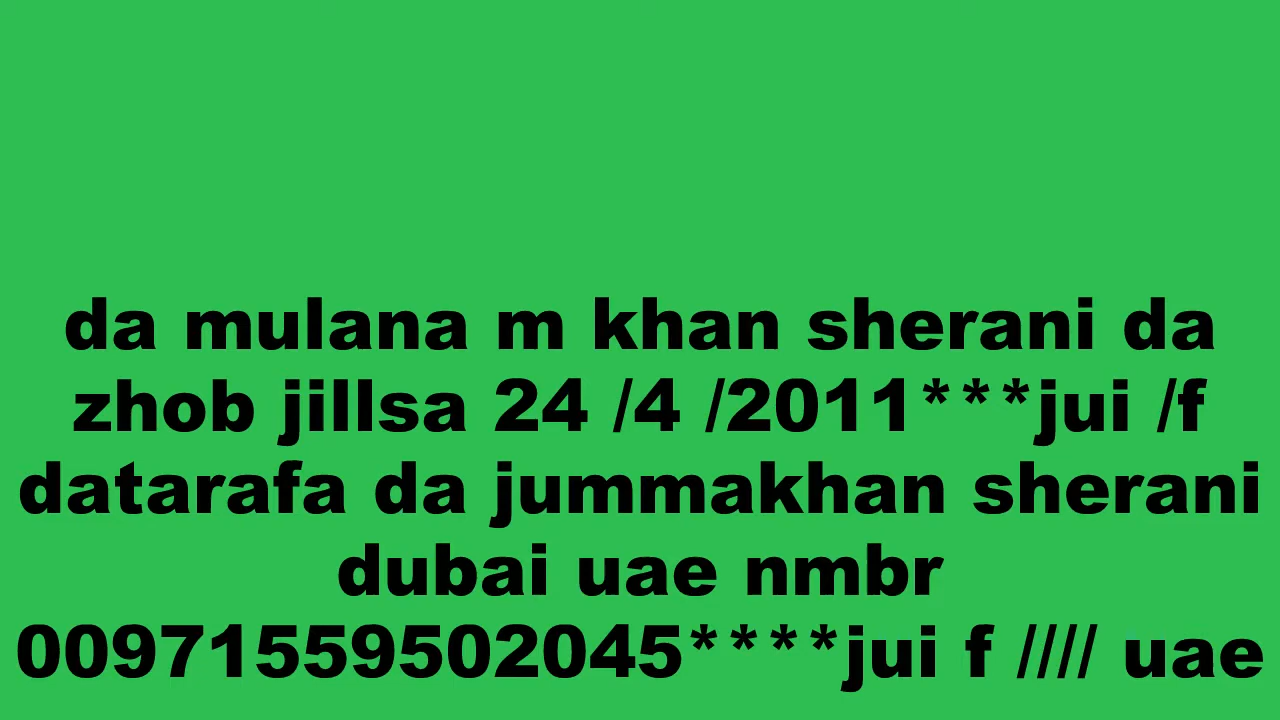 da mulana m khan sherani da
zhob jillsa 24 /4 /2011***jui /f
datarafa da jummakhan sherani
dubai uae nmbr
00971559502045****jui f //// uae